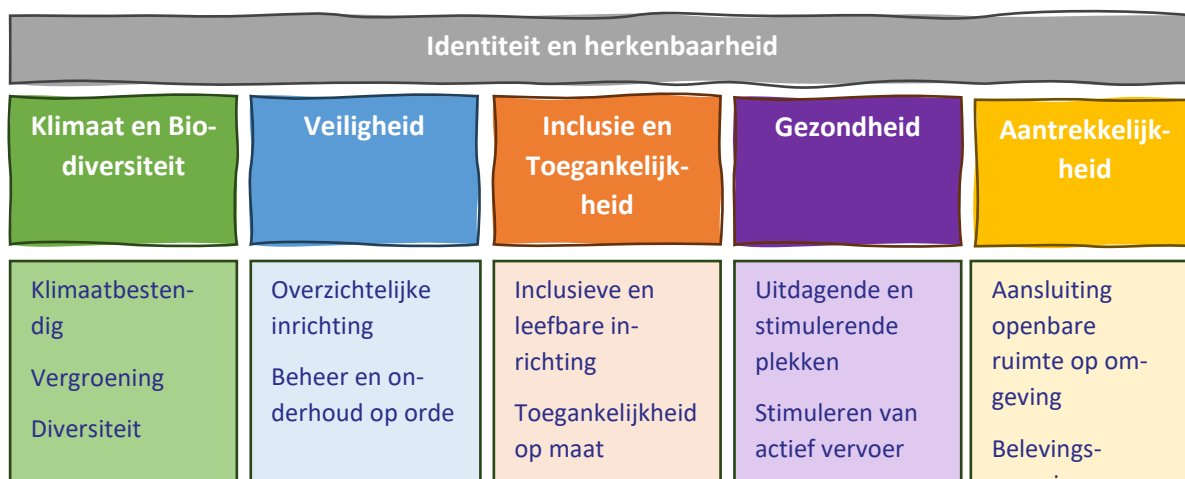 Identiteit en herkenbaarheid
Klimaat en Bio-
diversiteit
Veiligheid
Inclusie en
Toegankelijk-
heid
Gezondheid
Aantrekkelijk-
heid
Klimaatbesten-
dig
Vergroening
Diversiteit
Overzichtelijke
inrichting
Beheer en on-
derhoud op orde
Inclusieve en
leefbare in-
richting
Toegankelijkheid
op maat
Uitdagende en
stimulerende
plekken
Stimuleren van
actief vervoer
Aansluiting
openbare
ruimte op om-
geving
Belevings-